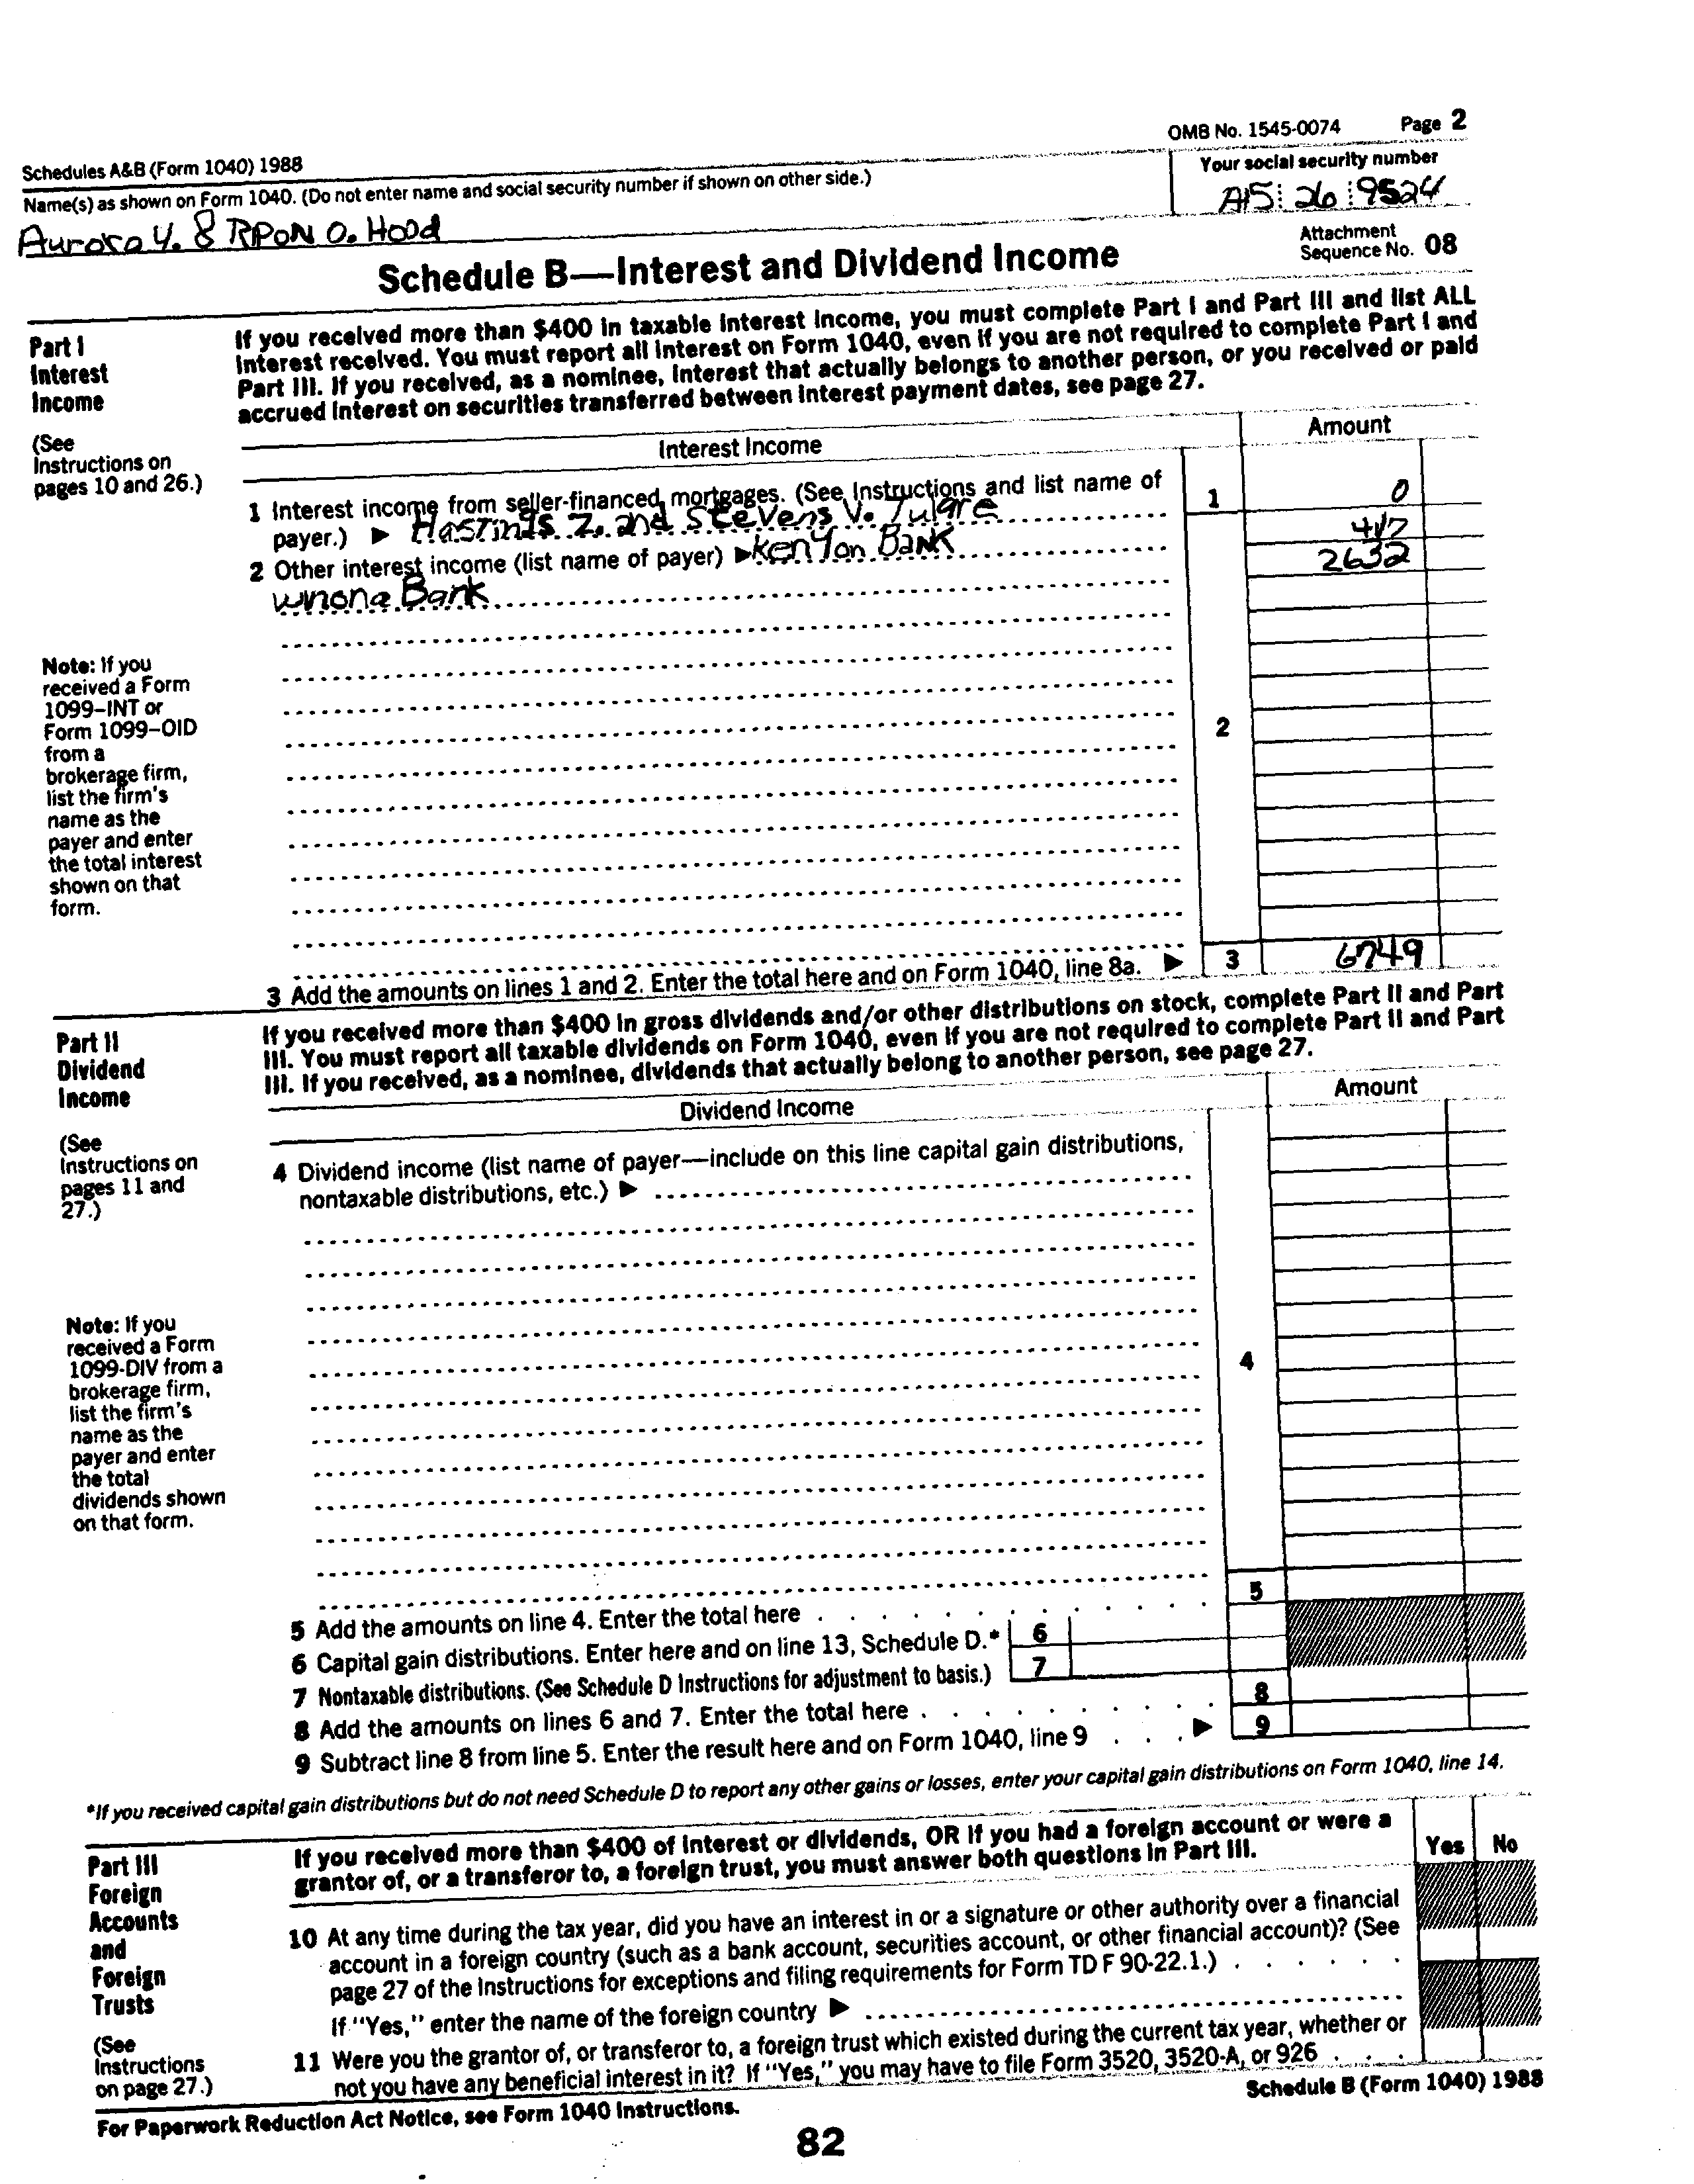 OMB No. 1545-0074 Page 2
Schedules A&B (Form 1040) 1988
Name(s) as shown on Form 1040. (Do not enter name and social security number if shown on other side.)
Your social security number
Aurora Y. & O. Hood
26 9524
Schedule B—Interest and Dividend Income
Attachment
Sequence No. 08
Part I
Interest
Income
(See
Instructions on
pages 10 and 26.)
If you received more than $400 in taxable interest income, you must complete Part I and Part III and list ALL
interest received. You must report all interest on Form 1040, even if you are not required to complete Part I and
Part III. If you received, as a nominee, interest that actually belongs to another person, or you received or paid
accrued interest on securities transferred between interest payment dates, see page 27.
Interest Income
Amount
1 Interest income from seller-financed mortgages. (See Instructions and list name of
payer.) ▶ Hastings Z. and Stevens V. Tulare
1 0
2 Other interest income (list name of payer) ▶ Kenyon Bank
Winona Bank
2632
Note: If you
received a Form
1099–INT or
Form 1099–OID
from a
brokerage firm,
list the firm's
name as the
payer and enter
the total interest
shown on that
form.
2
3 Add the amounts on lines 1 and 2. Enter the total here and on Form 1040, line 8a. ▶ 3 6749
Part II
Dividend
Income
(See
Instructions on
pages 11 and
27.)
If you received more than $400 in gross dividends and/or other distributions on stock, complete Part II and Part
III. You must report all taxable dividends on Form 1040, even if you are not required to complete Part II and Part
III. If you received, as a nominee, dividends that actually belong to another person, see page 27.
Dividend Income
Amount
4 Dividend income (list name of payer—include on this line capital gain distributions,
nontaxable distributions, etc.) ▶
Note: If you
received a Form
1099-DIV from a
brokerage firm,
list the firm's
name as the
payer and enter
the total
dividends shown
on that form.
4
5 Add the amounts on line 4. Enter the total here 5
6 Capital gain distributions. Enter here and on line 13, Schedule D.* 6
7 Nontaxable distributions. (See Schedule D Instructions for adjustment to basis.) 7
8 Add the amounts on lines 6 and 7. Enter the total here 8
9 Subtract line 8 from line 5. Enter the result here and on Form 1040, line 9 ▶ 9
*If you received capital gain distributions but do not need Schedule D to report any other gains or losses, enter your capital gain distributions on Form 1040, line 14.
Part III
Foreign
Accounts
and
Foreign
Trusts
(See
Instructions
on page 27.)
If you received more than $400 of interest or dividends, OR if you had a foreign account or were a
grantor of, or a transferor to, a foreign trust, you must answer both questions in Part III.
Yes No
10 At any time during the tax year, did you have an interest in or a signature or other authority over a financial
account in a foreign country (such as a bank account, securities account, or other financial account)? (See
page 27 of the Instructions for exceptions and filing requirements for Form TD F 90-22.1.)
If "Yes," enter the name of the foreign country ▶
11 Were you the grantor of, or transferor to, a foreign trust which existed during the current tax year, whether or
not you have any beneficial interest in it? If "Yes," you may have to file Form 3520, 3520-A, or 926
For Paperwork Reduction Act Notice, see Form 1040 Instructions.
Schedule B (Form 1040) 1988
82